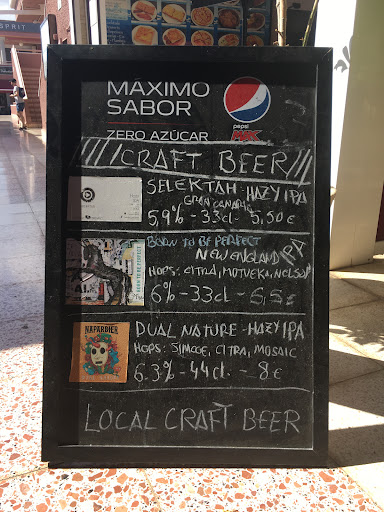 SPRIT
MÁXIMO
SABOR
ZERO AZÚCAR
pepsi
MAX
CRAFT BEER
SELEKTAH - HAZY IPA
GRAN CANARIA
5,9% - 33cl - 5,50€
BORN TO BE PERFECT
NEW ENGLAND IPA
HOPS: CITRA, MOTUEKA, NELSON
6% - 33cl - 6,5€
DUAL NATURE - HAZY IPA
HOPS: SIMCOE, CITRA, MOSAIC
6.3% - 44cl - 8€
NAPARBIER
LOCAL CRAFT BEER